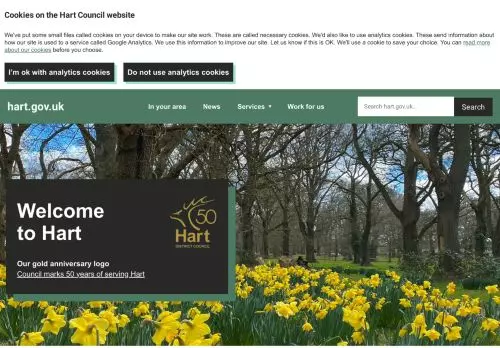 Cookies on the Hart Council website
We've put some small files called cookies on your device to make our site work. These are called necessary cookies. We'd also like to use analytics cookies. These send information
about how our site is used to a service called Google Analytics. We use this information to improve our site. Let us know if this is OK. We'll use a cookie to save your choice. You can read
more about our cookies before you choose.
I'm ok with analytics cookies Do not use analytics cookies
hart.gov.uk In your area News Services Work for us Search hart.gov.uk.. Search
Welcome
to Hart
50
Hart
DISTRICT COUNCIL
Our gold anniversary logo
Council marks 50 years of serving Hart